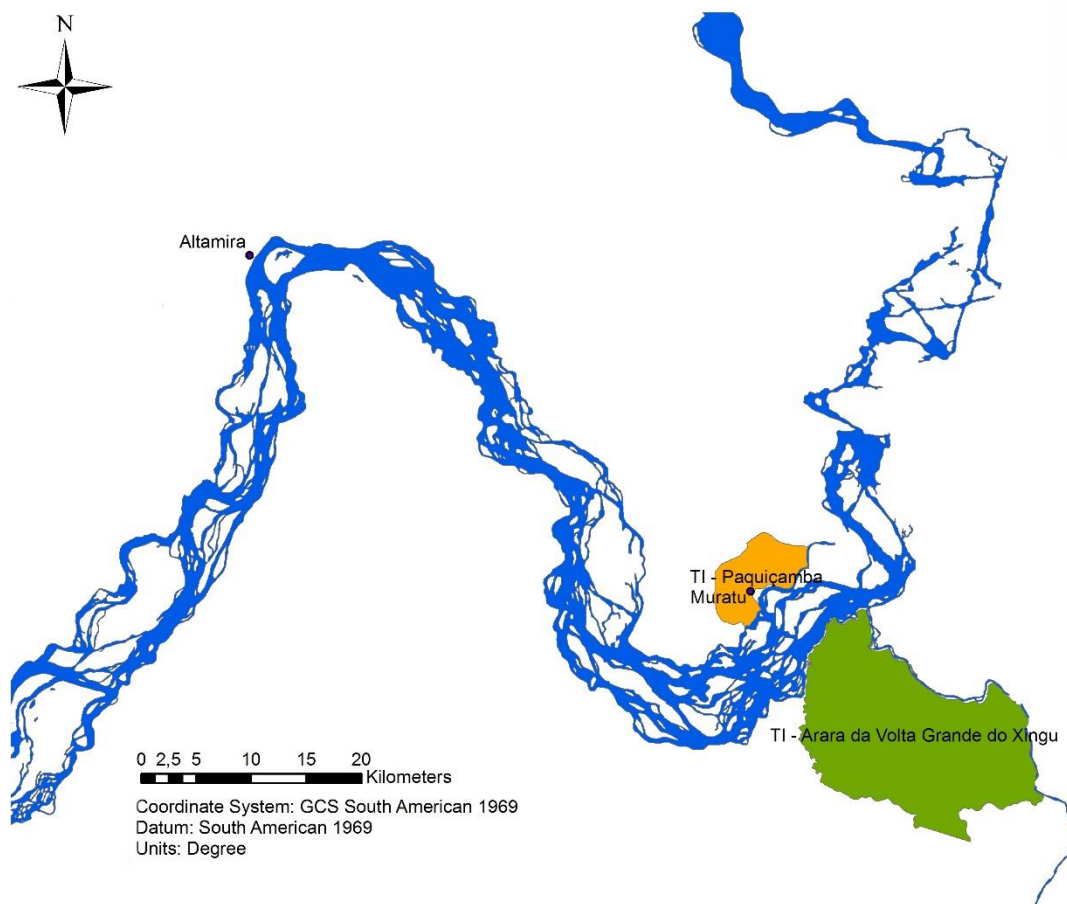 N
Altamira
TI - Paquiçamba
Muratu
TI - Arara da Volta Grande do Xingu
0 2,5 5 10 15 20
Kilometers
Coordinate System: GCS South American 1969
Datum: South American 1969
Units: Degree